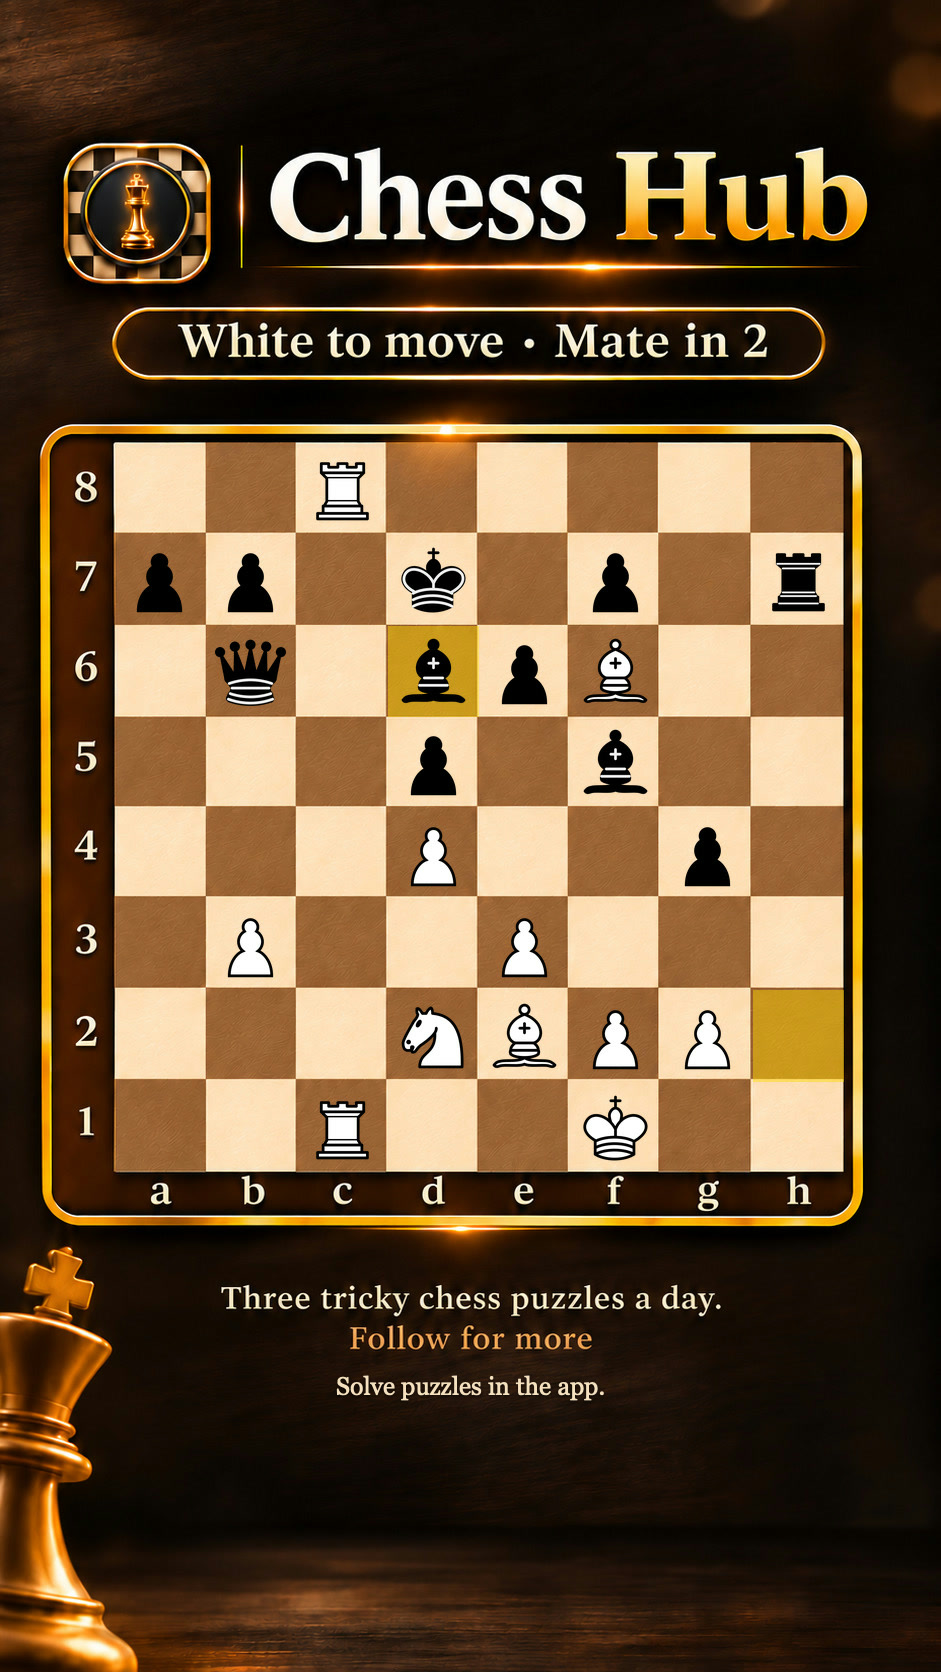 Chess Hub
White to move · Mate in 2
8
7
6
5
4
3
2
1
a b c d e f g h
Three tricky chess puzzles a day.
Follow for more
Solve puzzles in the app.